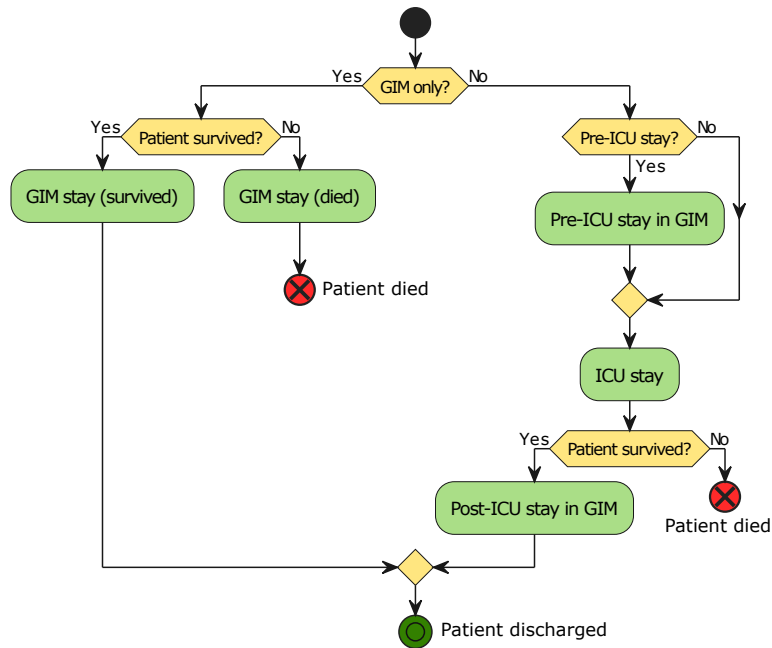 Yes
GIM only?
No
Yes
Patient survived?
No
Pre-ICU stay?
No
Yes
GIM stay (survived)
GIM stay (died)
Pre-ICU stay in GIM
Patient died
ICU stay
Yes
Patient survived?
No
Post-ICU stay in GIM
Patient died
Patient discharged